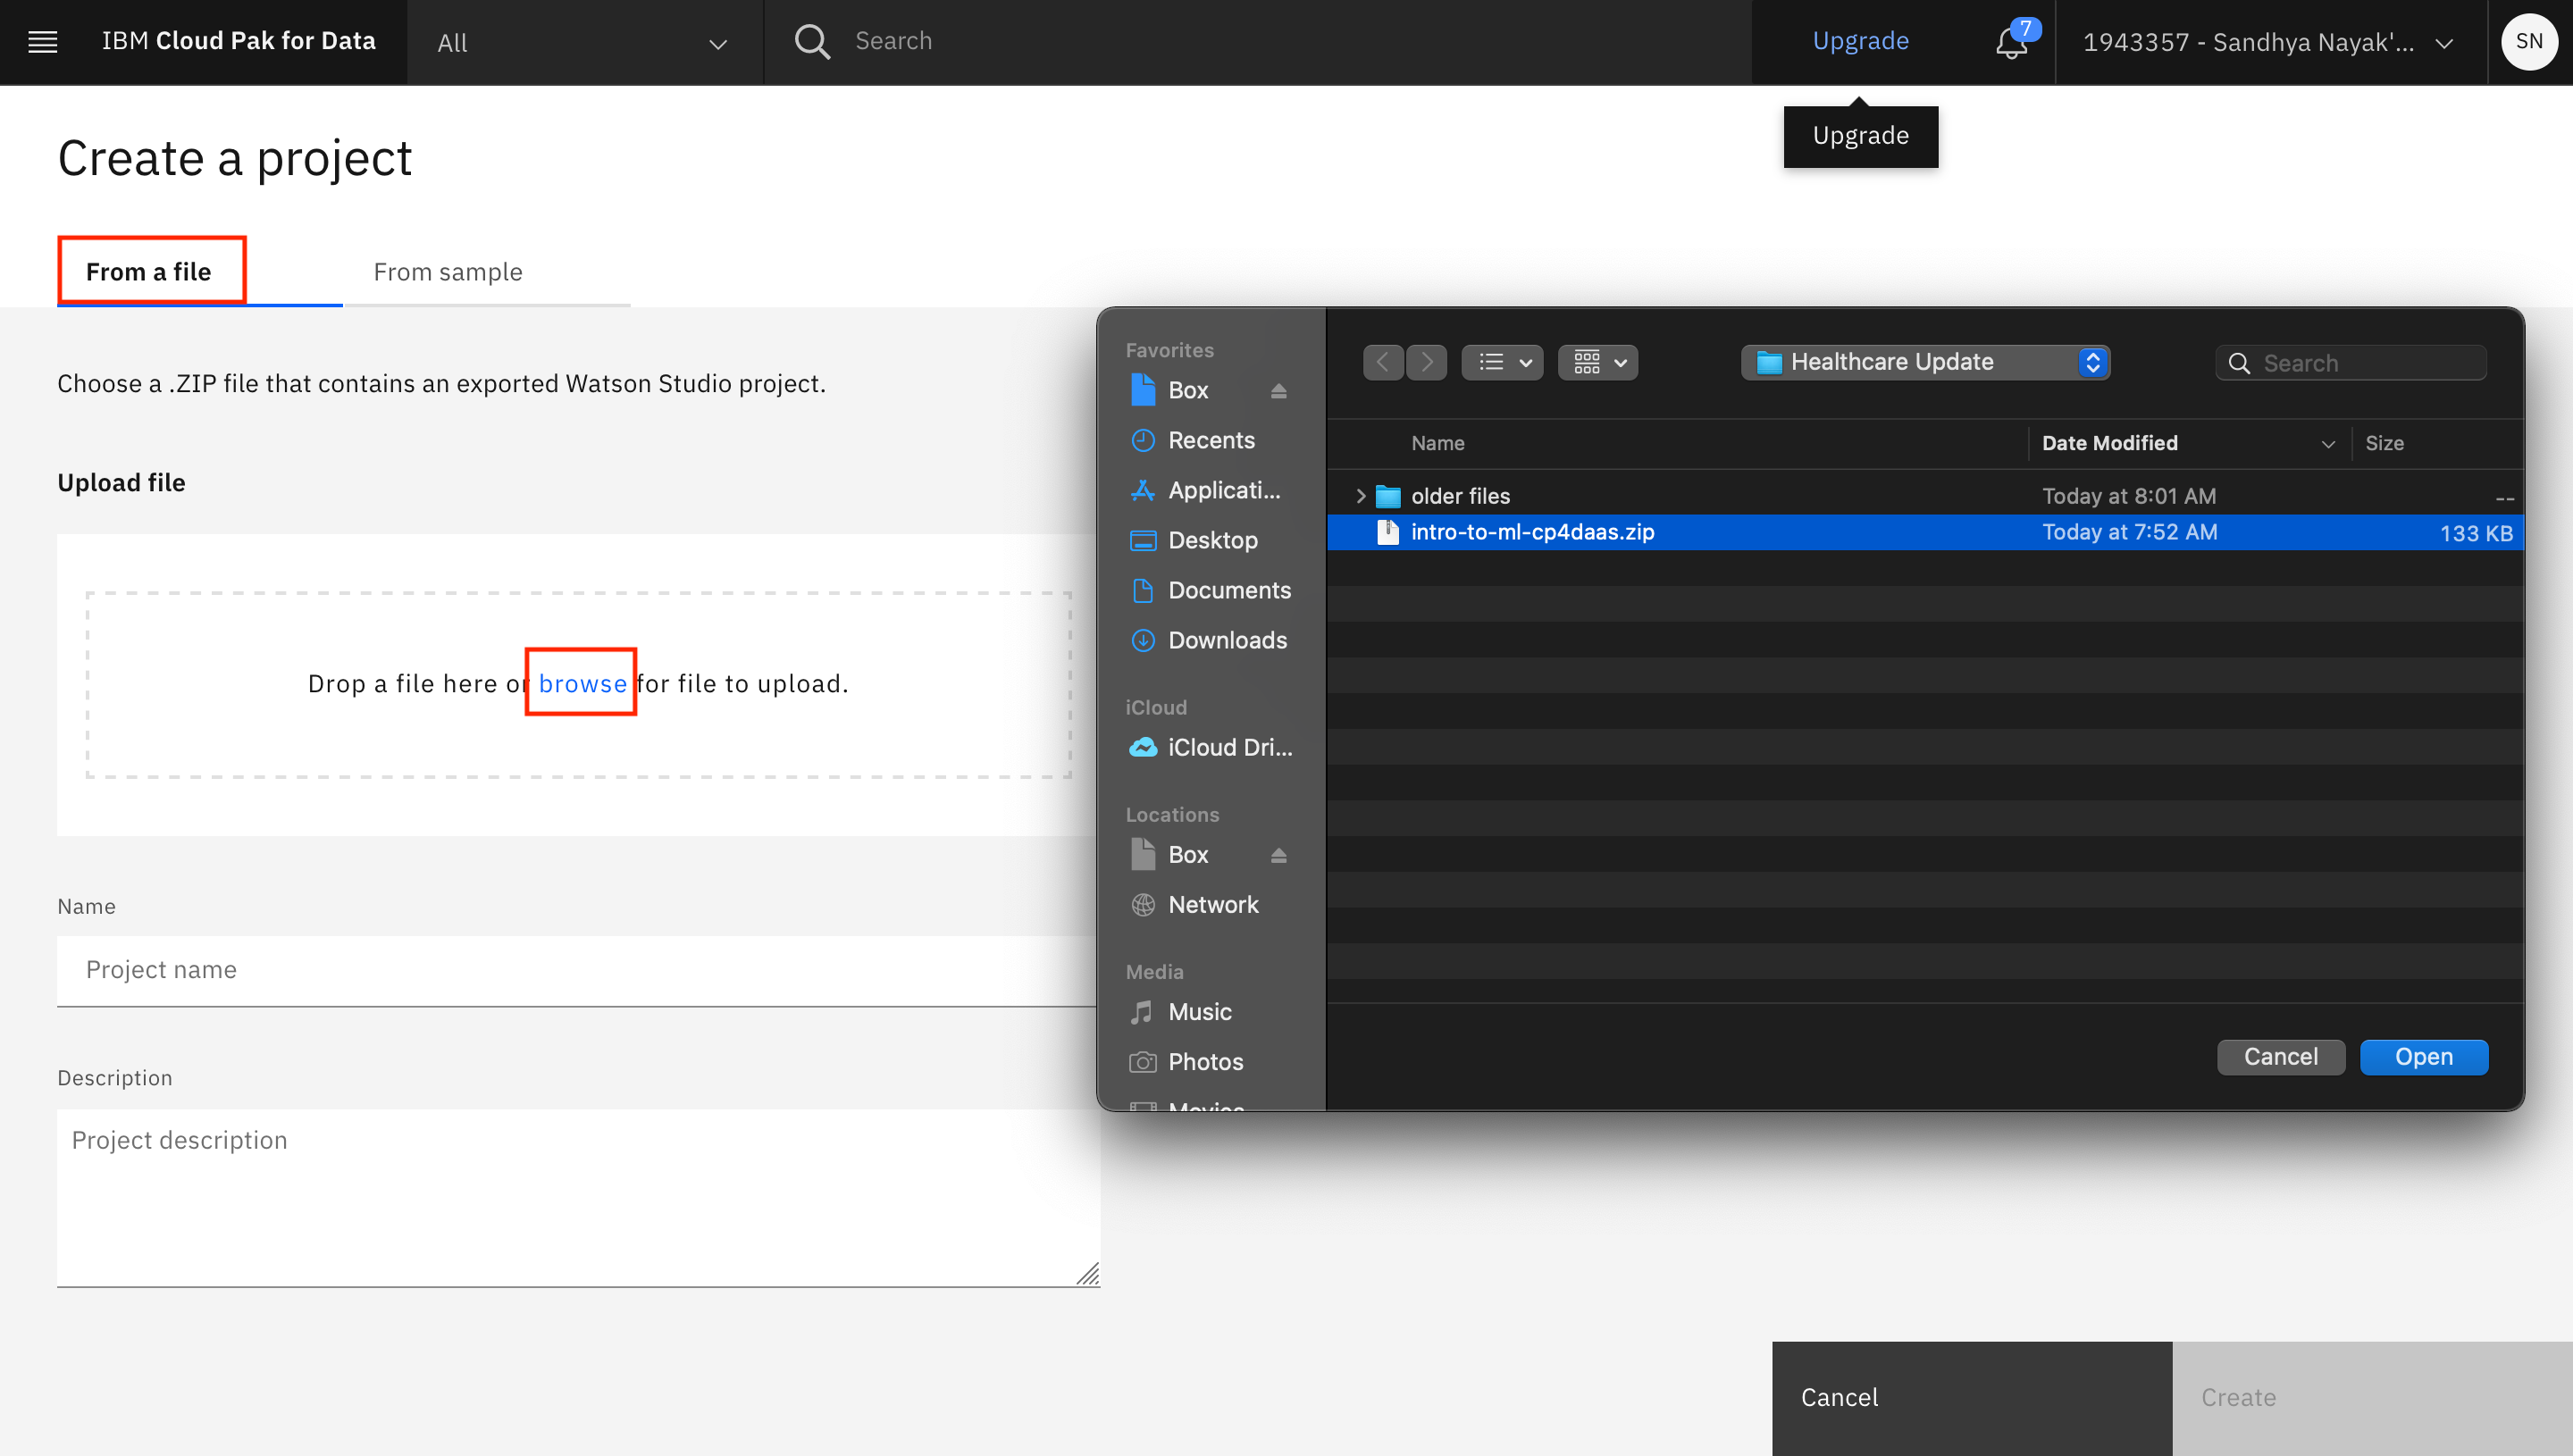 IBM Cloud Pak for Data
All
Search
Upgrade
7
1943357 - Sandhya Nayak'...
SN
Upgrade
Create a project
From a file
From sample
Choose a .ZIP file that contains an exported Watson Studio project.
Upload file
Drop a file here or browse for file to upload.
Name
Project name
Description
Project description
Favorites
Box
Recents
Applicati...
Desktop
Documents
Downloads
iCloud
iCloud Dri...
Locations
Box
Network
Media
Music
Photos
Movies
Healthcare Update
Search
Name
Date Modified
Size
older files
Today at 8:01 AM
--
intro-to-ml-cp4daas.zip
Today at 7:52 AM
133 KB
Cancel
Open
Cancel
Create